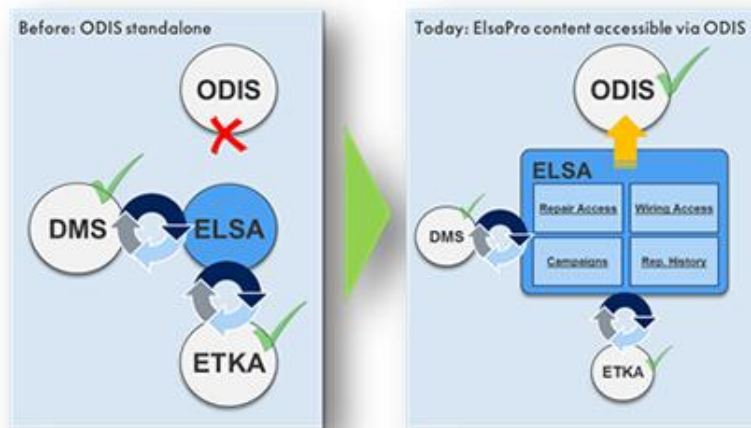 Before: ODIS standalone
ODIS
DMS
ELSA
ETKA
Today: ElsaPro content accessible via ODIS
ODIS
ELSA
Repair Access
Wiring Access
DMS
Campaigns
Rep. History
ETKA